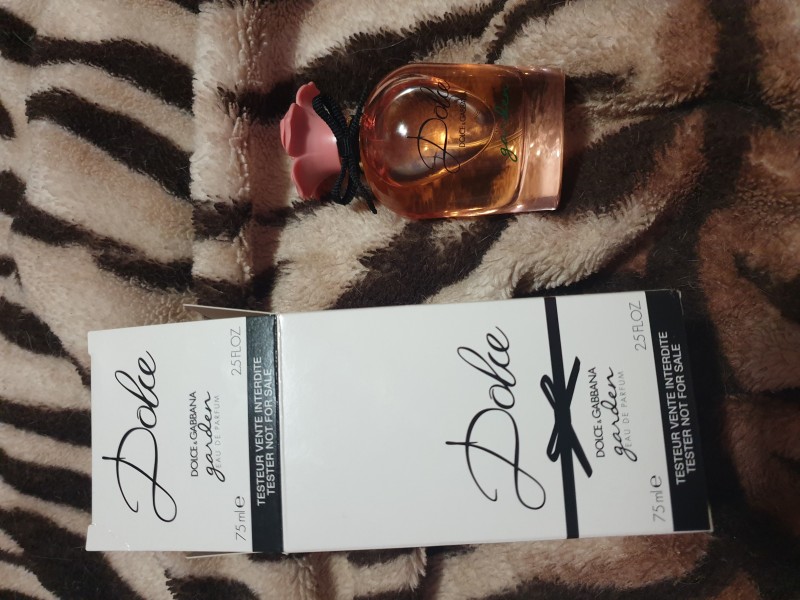 Dolce
DOLCE & GABBANA
garden
Dolce
DOLCE & GABBANA
garden
EAU DE PARFUM
75 ml e 2.5 FL OZ
TESTEUR VENTE INTERDITE
TESTER NOT FOR SALE
Dolce
DOLCE & GABBANA
garden
EAU DE PARFUM
75 ml e 2.5 FL OZ
TESTEUR VENTE INTERDITE
TESTER NOT FOR SALE